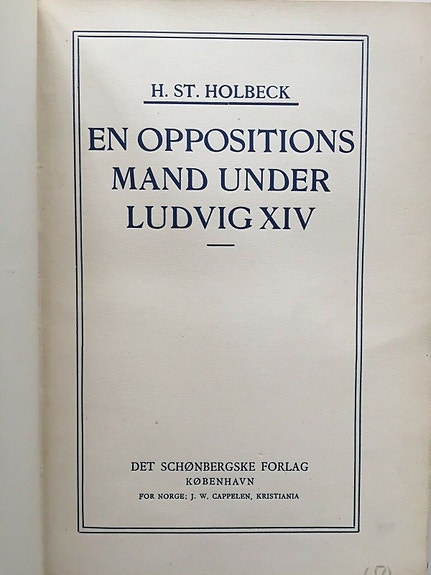 H. ST. HOLBECK
EN OPPOSITIONS
MAND UNDER
LUDVIG XIV
DET SCHØNBERGSKE FORLAG
KØBENHAVN
FOR NORGE: J. W. CAPPELEN, KRISTIANIA